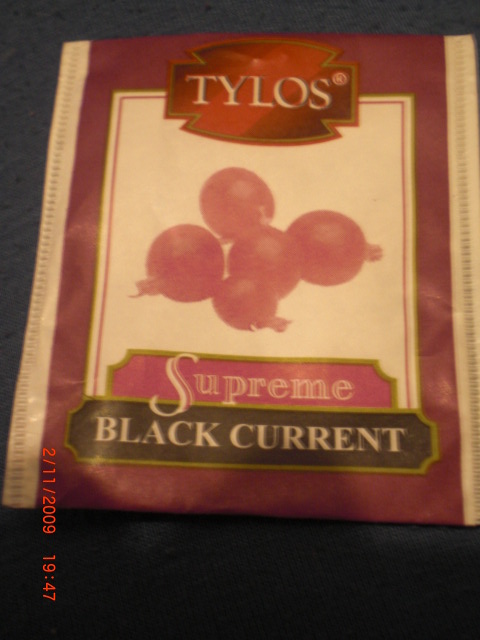 TYLOS®
Supreme
BLACK CURRENT
2/11/2009 19:47